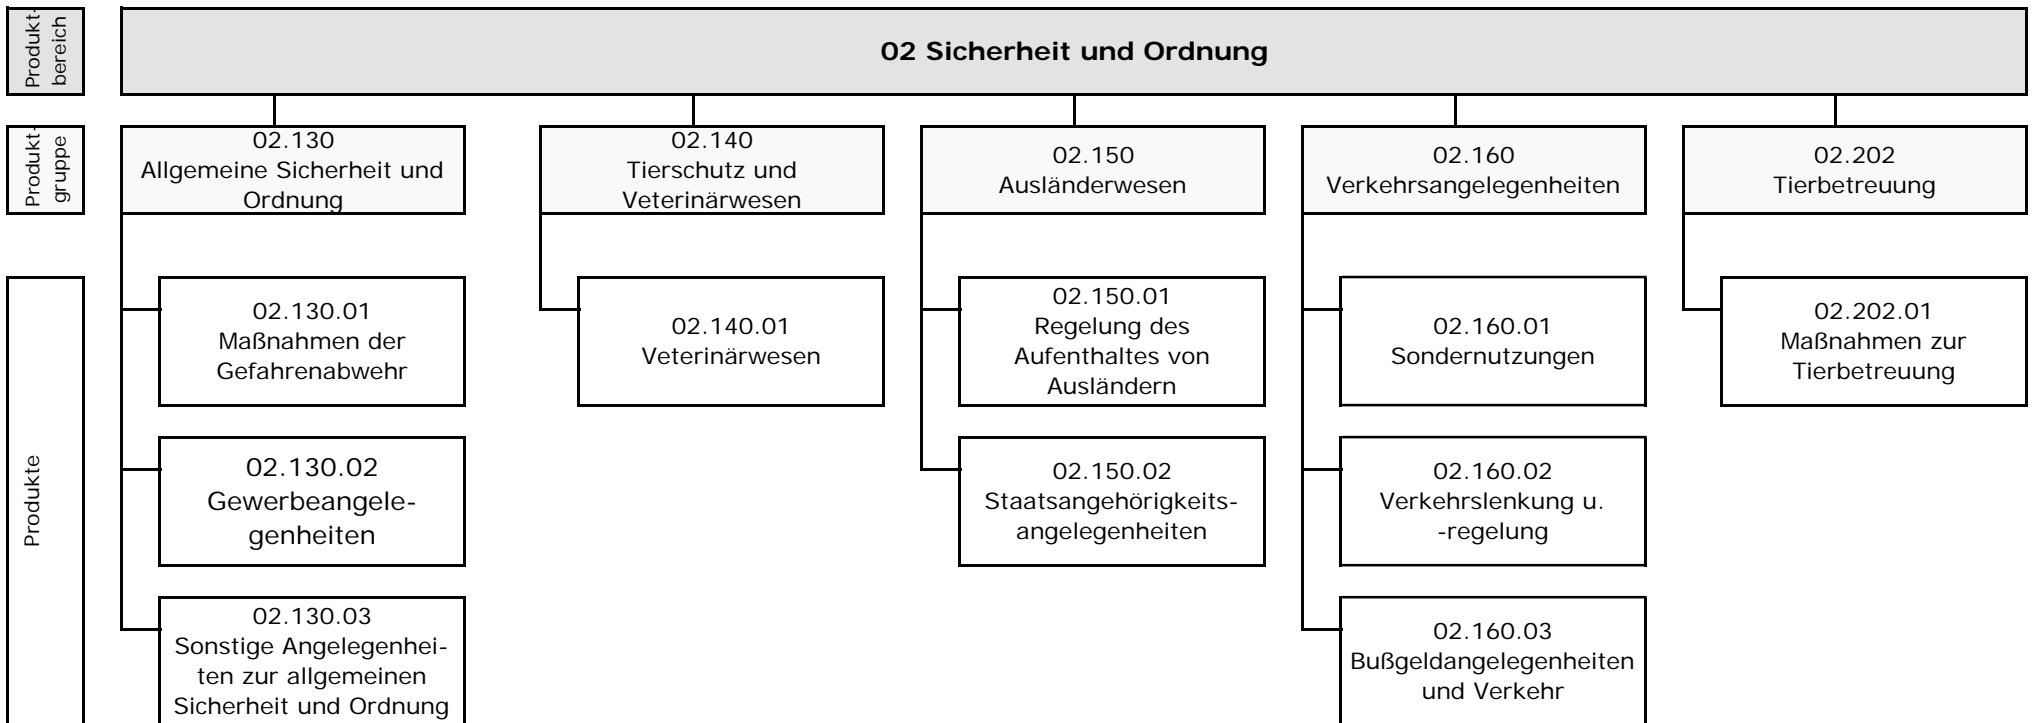 Produkt-
bereich
02 Sicherheit und Ordnung
Produkt-
gruppe
02.130
Allgemeine Sicherheit und
Ordnung
02.140
Tierschutz und
Veterinärwesen
02.150
Ausländerwesen
02.160
Verkehrsangelegenheiten
02.202
Tierbetreuung
Produkte
02.130.01
Maßnahmen der
Gefahrenabwehr
02.140.01
Veterinärwesen
02.150.01
Regelung des
Aufenthaltes von
Ausländern
02.160.01
Sondernutzungen
02.202.01
Maßnahmen zur
Tierbetreuung
02.130.02
Gewerbeangele-
genheiten
02.150.02
Staatsangehörigkeits-
angelegenheiten
02.160.02
Verkehrslenkung u.
-regelung
02.130.03
Sonstige Angelegenhei-
ten zur allgemeinen
Sicherheit und Ordnung
02.160.03
Bußgeldangelegenheiten
und Verkehr